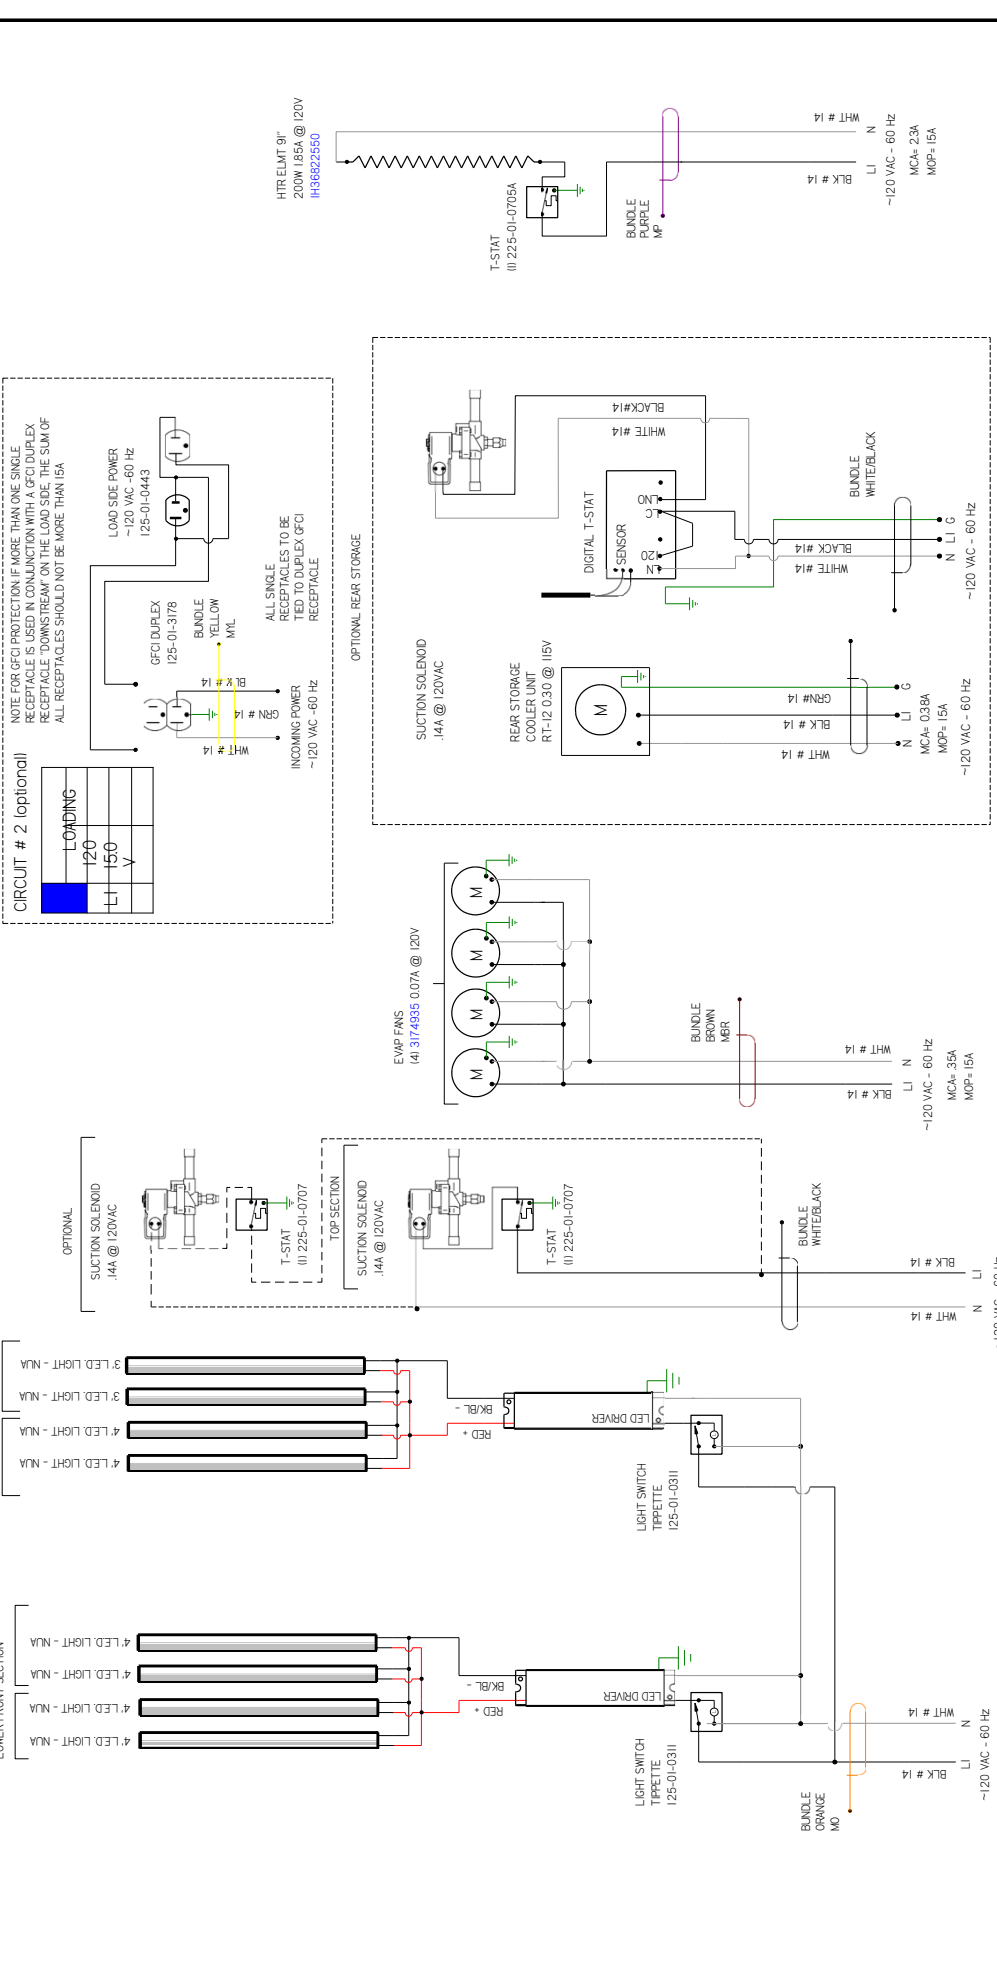 HTR ELMT 91"
200W 1.85A @ 120V
1H36822550
T-STAT
(1) 225-01-0705A
BUNDLE
PURPLE
MP
WHT # 14
N
L1
BLK # 14
~120 VAC - 60 Hz
MCA= 2.3A
MOP= 15A
CIRCUIT # 2 (optional)
LOADING
120
L1 15.0
V
NOTE FOR GFCI PROTECTION: IF MORE THAN ONE SINGLE
RECEPTACLE IS USED IN CONJUNCTION WITH A GFCI DUPLEX
RECEPTACLE "DOWNSTREAM" ON THE LOAD SIDE, THE SUM OF
ALL RECEPTACLES SHOULD NOT BE MORE THAN 15A
LOAD SIDE POWER
~120 VAC -60 Hz
125-01-0443
GFCI DUPLEX
125-01-3178
BUNDLE
YELLOW
MYL
ALL SINGLE
RECEPTACLES TO BE
TIED TO DUPLEX GFCI
RECEPTACLE
BLK # 14
GRN # 14
WHT # 14
INCOMING POWER
~120 VAC -60 Hz
OPTIONAL REAR STORAGE
SUCTION SOLENOID
.14A @ 120VAC
BLACK#14
WHITE #14
DIGITAL T-STAT
SENSOR
LNO
LC
120
LN
BUNDLE
WHITE/BLACK
BLACK #14
WHITE #14
G
L1
N
~120 VAC - 60 Hz
REAR STORAGE
COOLER UNIT
RT-12 0.30 @ 115V
M
GRN# 14
BLK # 14
WHT # 14
G
L1
N
MCA= 0.38A
MOP= 15A
~120 VAC - 60 Hz
EVAP FANS
(4) 3174935 0.07A @ 120V
M
M
M
M
BUNDLE
BROWN
MBR
WHT # 14
N
L1
BLK # 14
~120 VAC - 60 Hz
MCA= .35A
MOP= 15A
OPTIONAL
SUCTION SOLENOID
.14A @ 120VAC
T-STAT
(1) 225-01-0707
TOP SECTION
SUCTION SOLENOID
.14A @ 120VAC
T-STAT
(1) 225-01-0707
BUNDLE
WHITE/BLACK
BLK # 14
L1
N
WHT # 14
~120 VAC - 60 Hz
3' L.E.D. LIGHT - NUA
3' L.E.D. LIGHT - NUA
4' L.E.D. LIGHT - NUA
4' L.E.D. LIGHT - NUA
BK/BL -
RED +
LED DRIVER
LIGHT SWITCH
TIPPETTE
125-01-0311
LOWER FRONT SECTION
4' L.E.D. LIGHT - NUA
4' L.E.D. LIGHT - NUA
4' L.E.D. LIGHT - NUA
4' L.E.D. LIGHT - NUA
BK/BL -
RED +
LED DRIVER
LIGHT SWITCH
TIPPETTE
125-01-0311
BUNDLE
ORANGE
MO
WHT # 14
N
L1
BLK # 14
~120 VAC - 60 Hz